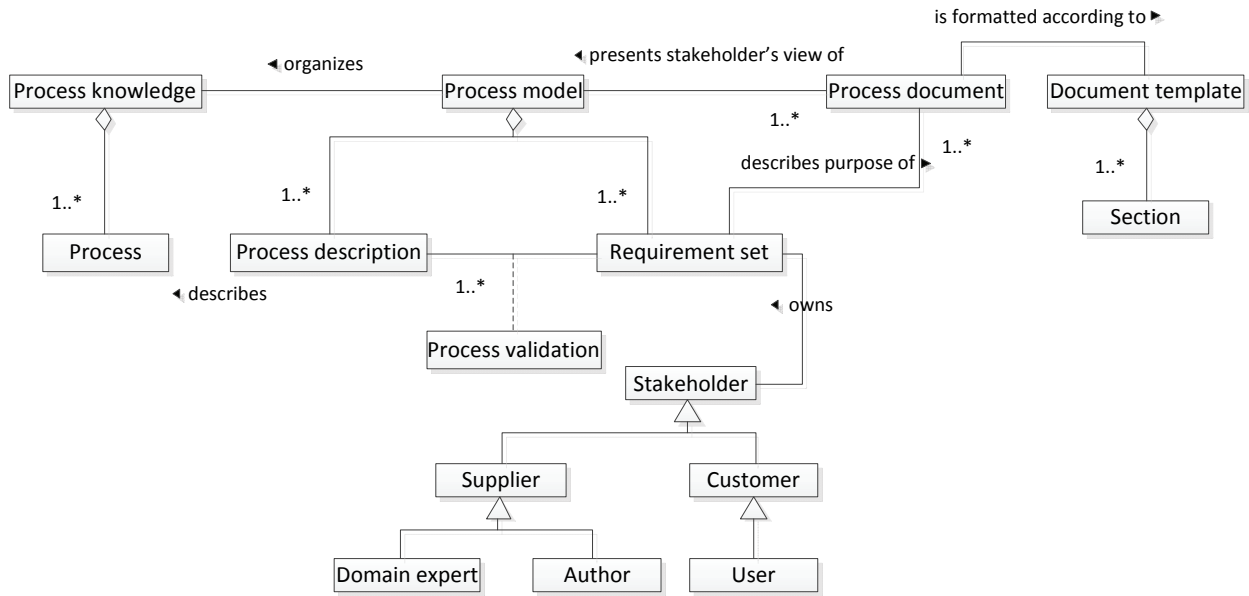 is formatted according to ►
◄ organizes
◄ presents stakeholder’s view of
Process knowledge
Process model
Process document
Document template
1..*
1..*
describes purpose of ►
1..*
1..*
1..*
1..*
Section
Process
Process description
Requirement set
◄ describes
1..*
◄ owns
Process validation
Stakeholder
Supplier
Customer
Domain expert
Author
User